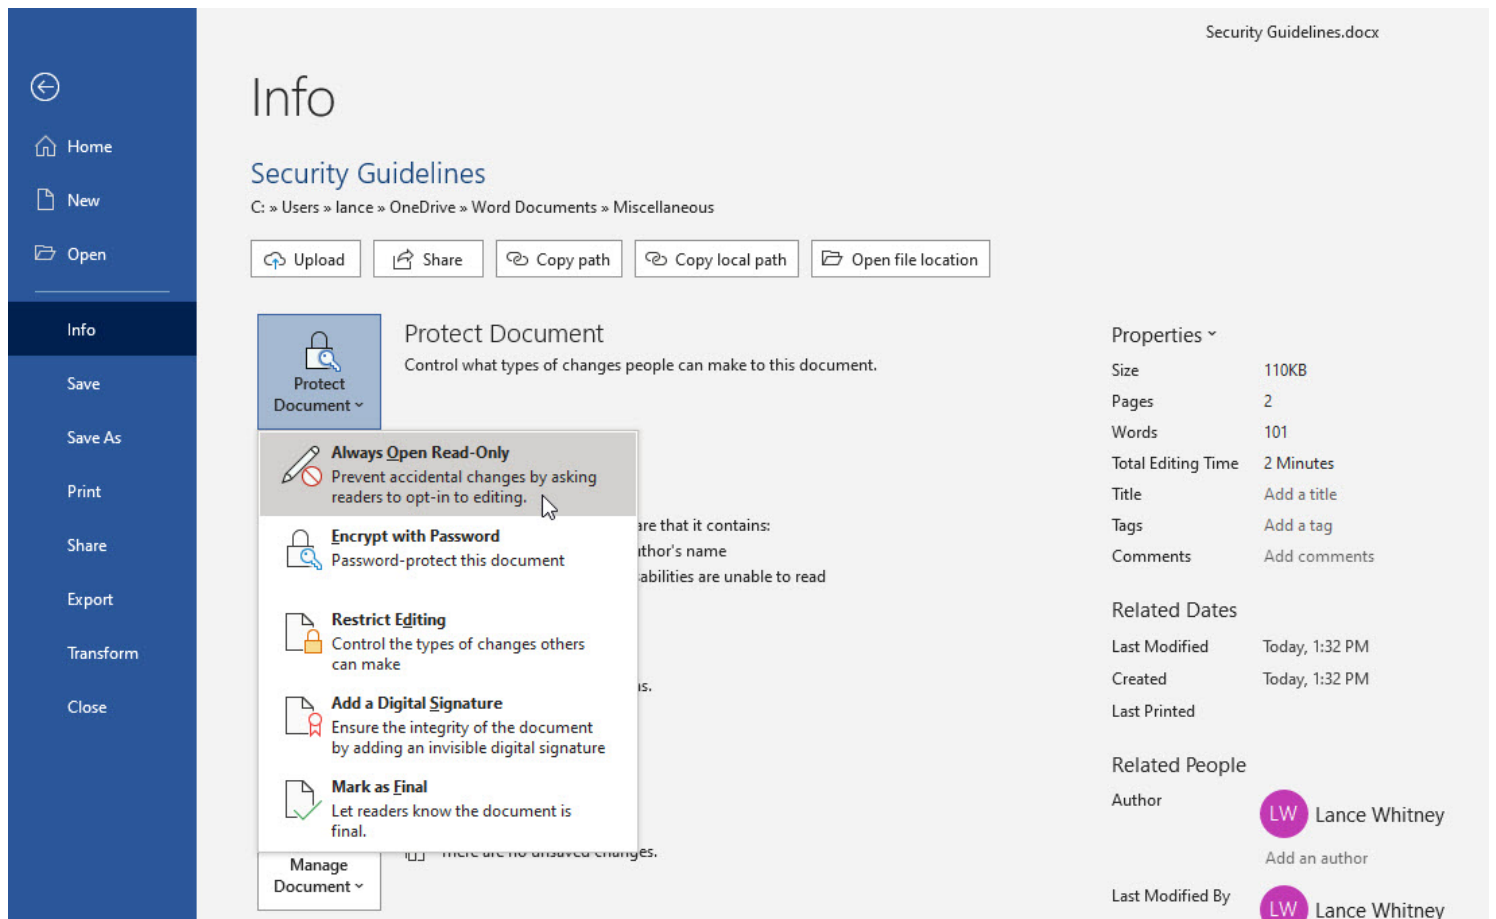 Security Guidelines.docx
Info
Home
New
Open
Info
Save
Save As
Print
Share
Export
Transform
Close
Security Guidelines
C: » Users » lance » OneDrive » Word Documents » Miscellaneous
Upload
Share
Copy path
Copy local path
Open file location
Protect
Document
Protect Document
Control what types of changes people can make to this document.
Always Open Read-Only
Prevent accidental changes by asking
readers to opt-in to editing.
Encrypt with Password
Password-protect this document
Restrict Editing
Control the types of changes others
can make
Add a Digital Signature
Ensure the integrity of the document
by adding an invisible digital signature
Mark as Final
Let readers know the document is
final.
that it contains:
name
are unable to read
Manage
Document
There are no unsaved changes.
Properties
Size 110KB
Pages 2
Words 101
Total Editing Time 2 Minutes
Title Add a title
Tags Add a tag
Comments Add comments
Related Dates
Last Modified Today, 1:32 PM
Created Today, 1:32 PM
Last Printed
Related People
Author
LW Lance Whitney
Add an author
Last Modified By
LW Lance Whitney